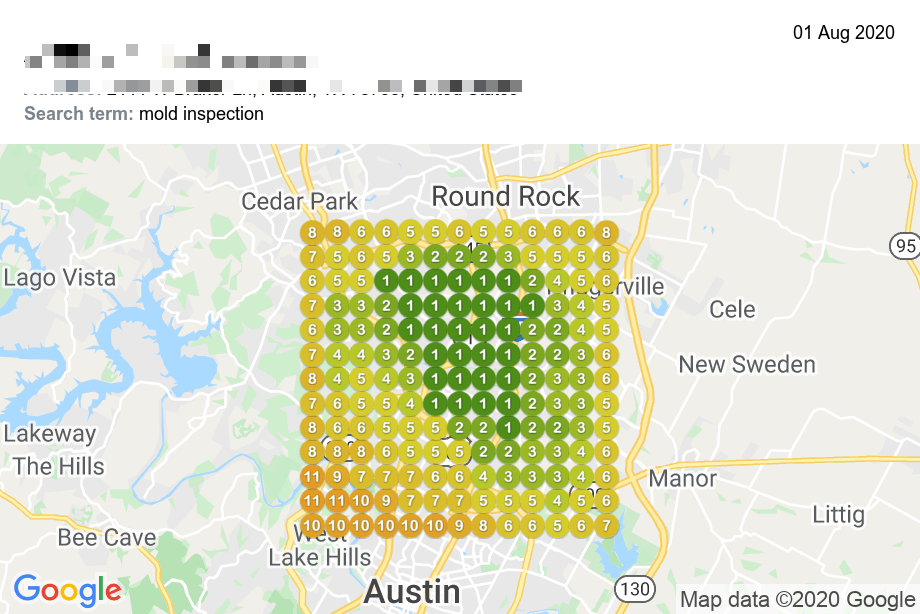 01 Aug 2020
Search term: mold inspection
Cedar Park
Round Rock
8 8 6 6 5 5 6 5 5 6 6 6 8
95
7 5 6 5 3 2 2 2 3 5 5 5 6
Lago Vista
6 5 5 1 1 1 1 1 1 2 4 5 6
7 3 3 2 1 1 1 1 1 1 3 4 5
Cele
6 3 3 2 1 1 1 1 1 2 2 4 5
7 4 4 3 2 1 1 1 1 2 2 3 6
New Sweden
8 4 5 4 3 1 1 1 1 2 3 3 6
7 6 5 5 4 1 1 1 1 2 3 3 5
8 6 6 5 5 5 2 2 1 2 2 3 5
Lakeway
8 8 8 6 5 5 5 2 2 3 3 4 6
The Hills
11 9 7 7 7 6 6 4 3 3 3 4 6
Manor
11 11 10 9 7 7 7 5 5 5 4 5 6
Littig
10 10 10 10 10 10 9 8 6 6 5 6 7
Bee Cave
West
Lake Hills
Austin
130
Google
Map data ©2020 Google